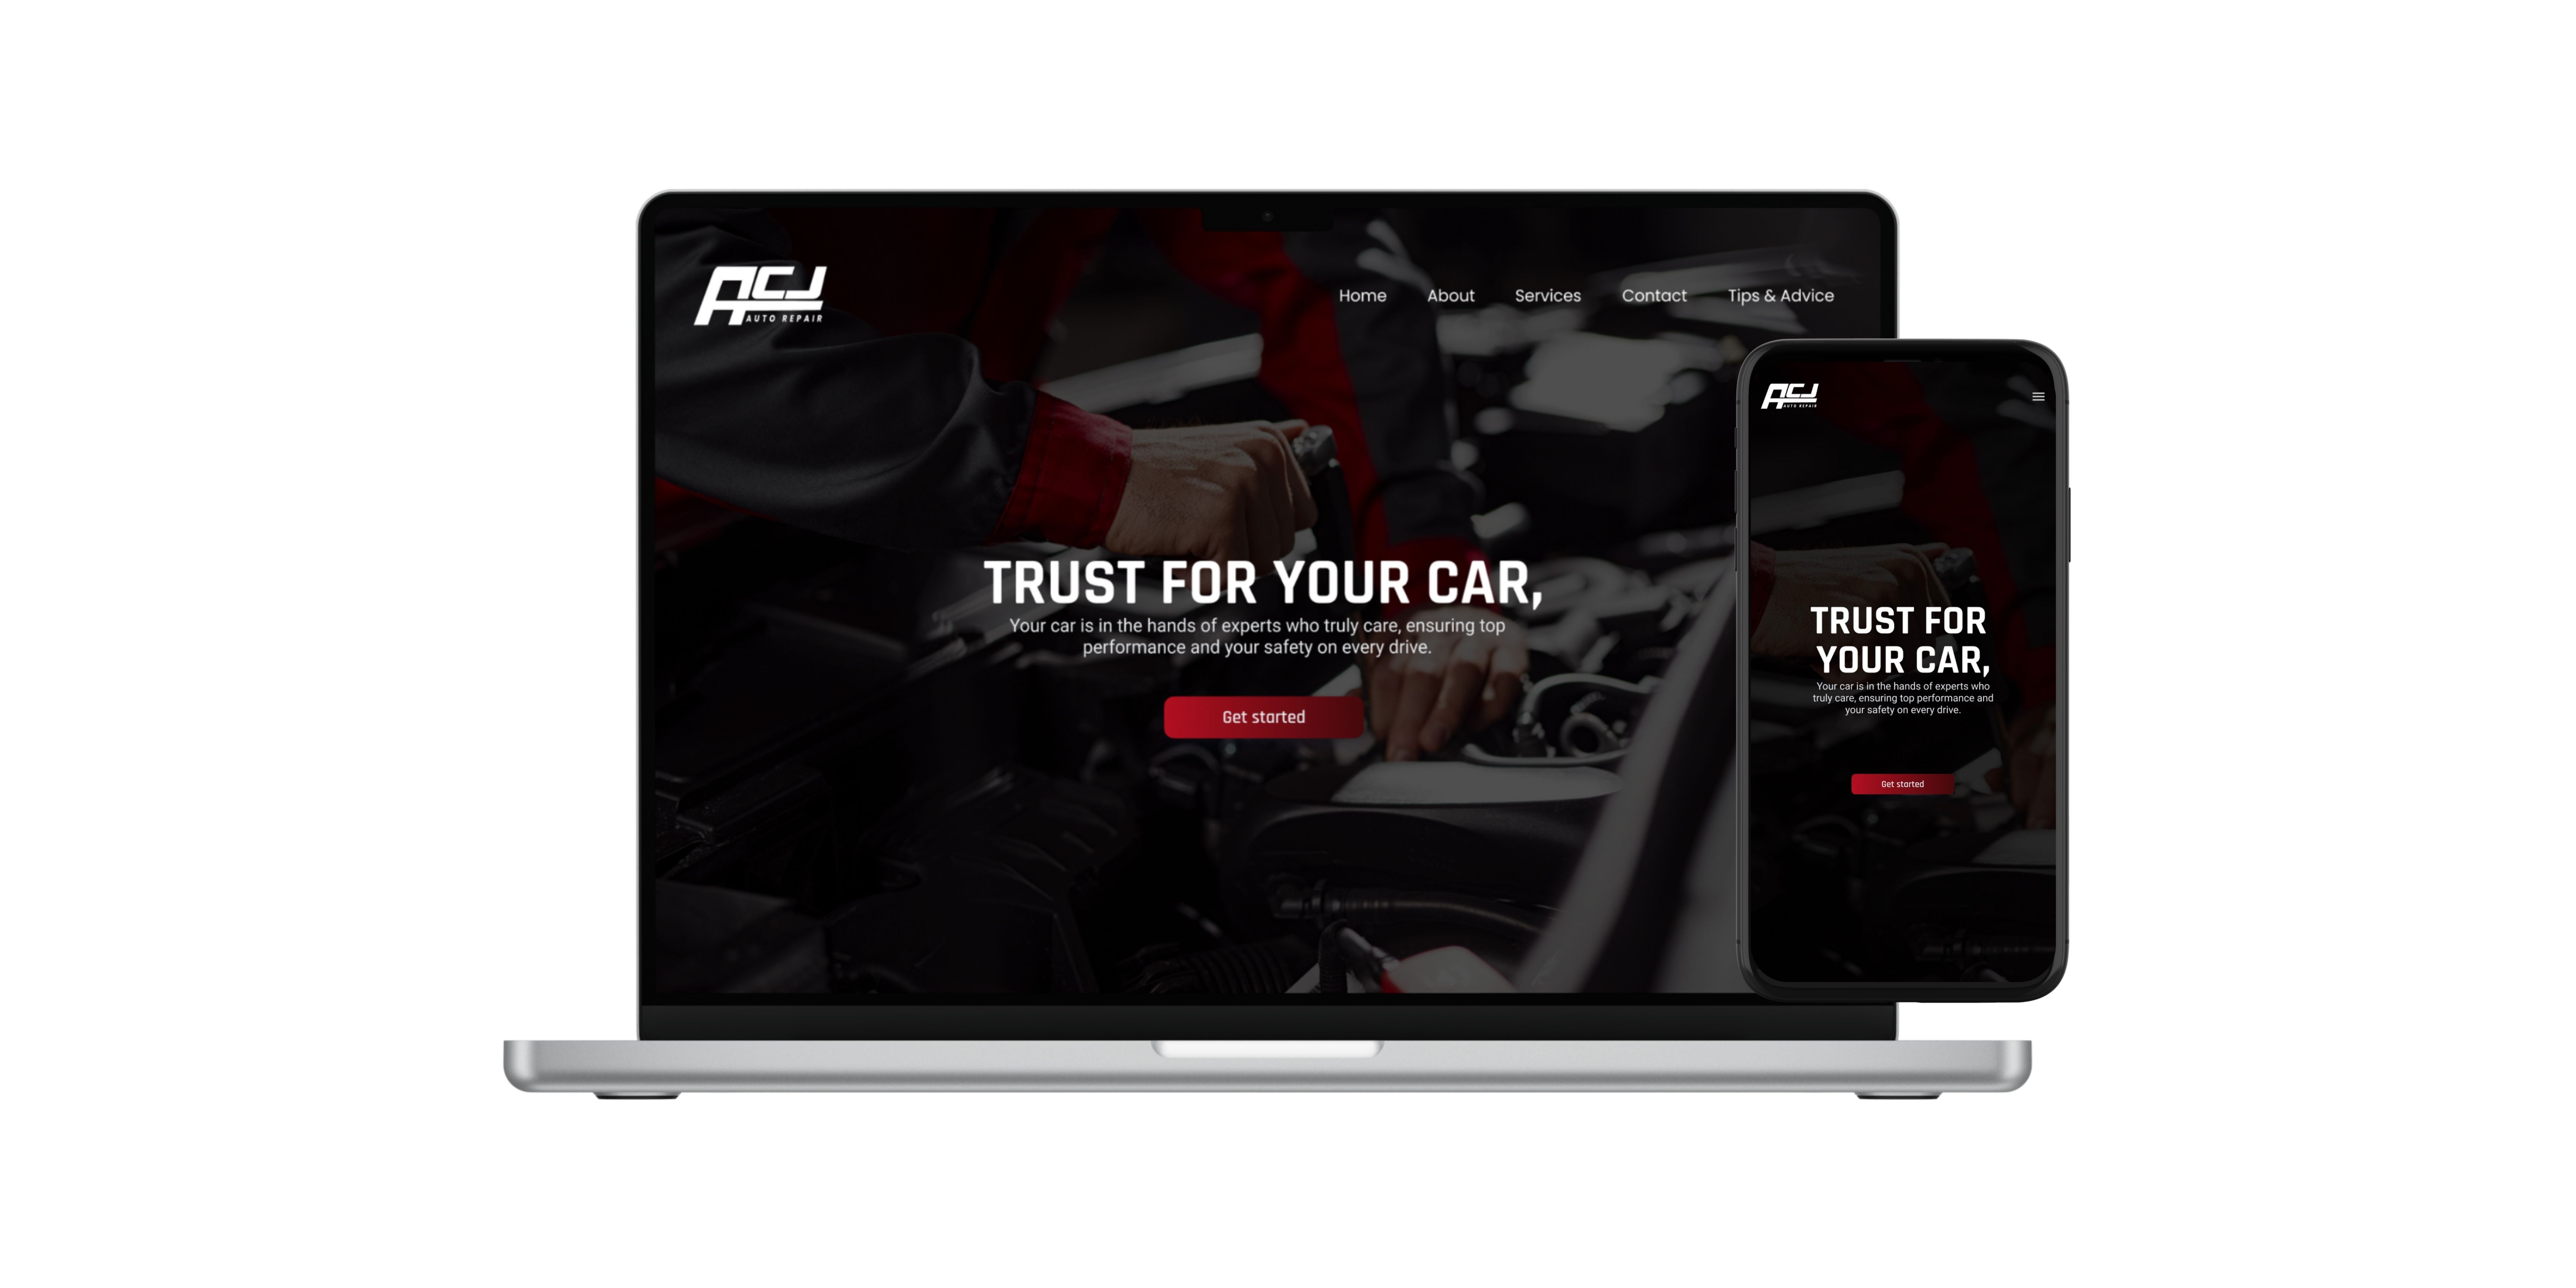 ACJ
AUTO REPAIR
Home About Services Contact Tips & Advice
TRUST FOR YOUR CAR,
Your car is in the hands of experts who truly care, ensuring top
performance and your safety on every drive.
Get started
ACJ
AUTO REPAIR
TRUST FOR
YOUR CAR,
Your car is in the hands of experts who
truly care, ensuring top performance and
your safety on every drive.
Get started